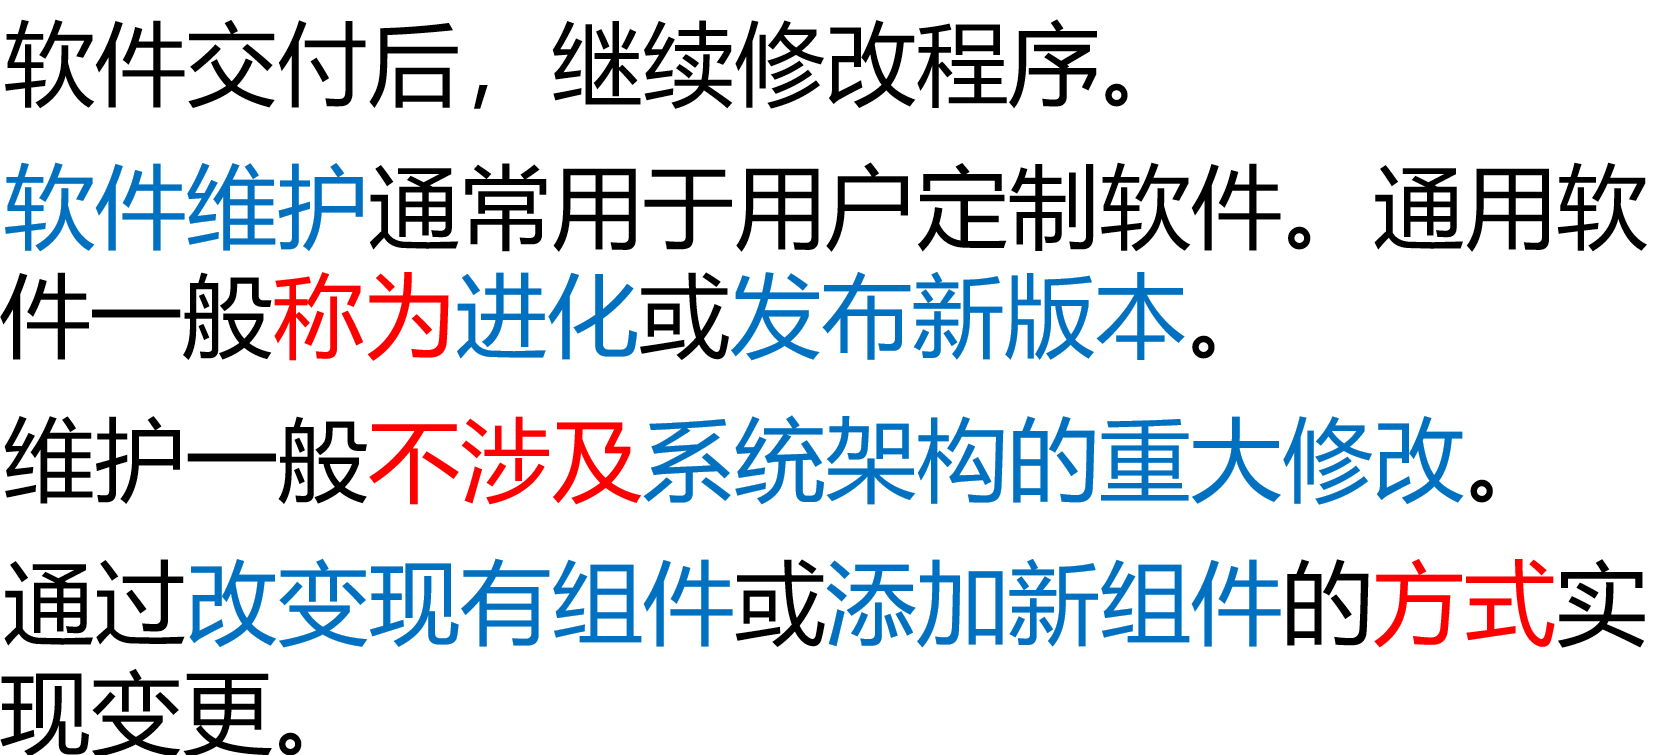 软件交付后，继续修改程序。
软件维护通常用于用户定制软件。通用软
件一般称为进化或发布新版本。
维护一般不涉及系统架构的重大修改。
通过改变现有组件或添加新组件的方式实
现变更。